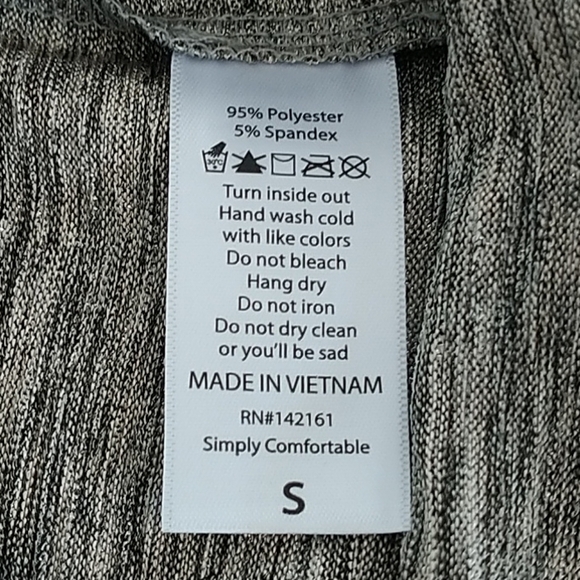 95% Polyester
5% Spandex
30°C
Turn inside out
Hand wash cold
with like colors
Do not bleach
Hang dry
Do not iron
Do not dry clean
or you'll be sad
MADE IN VIETNAM
RN#142161
Simply Comfortable
S